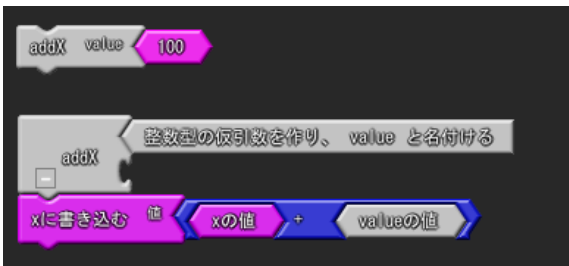 addX value 100
整数型の仮引数を作り、 value と名付ける
addX
xに書き込む 値 xの値 + valueの値